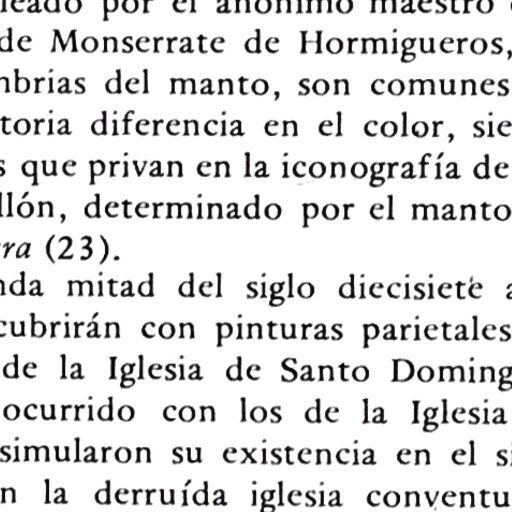 leado por el anónimo maestro
de Monserrate de Hormigueros,
mbrias del manto, son comunes
toria diferencia en el color, sie
s que privan en la iconografía de
llón, determinado por el manto
ra (23).
nda mitad del siglo diecisiete a
cubrirán con pinturas parietales
de la Iglesia de Santo Doming
ocurrido con los de la Iglesia
simularon su existencia en el si
n la derruída iglesia conventu